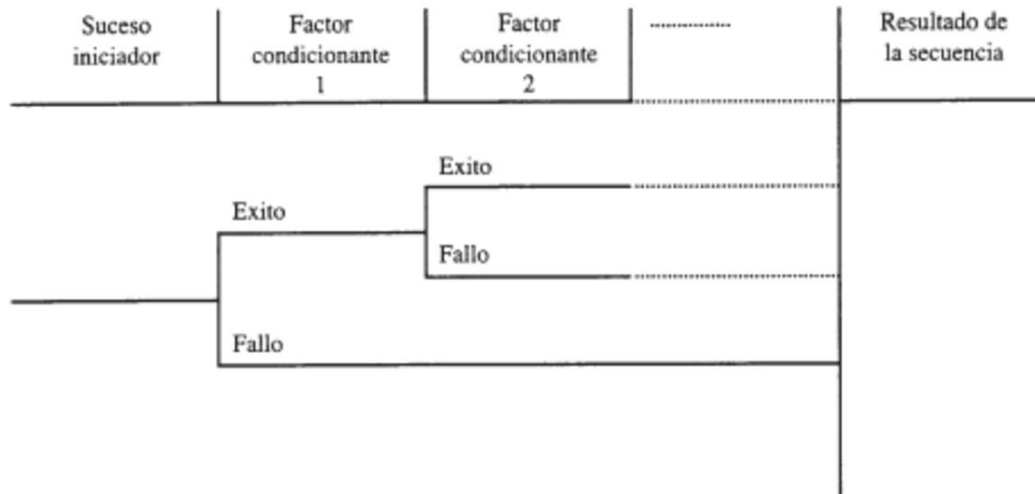 Suceso
iniciador
Factor
condicionante
1
Factor
condicionante
2
...........
Resultado de
la secuencia
Exito
Exito
Fallo
Fallo